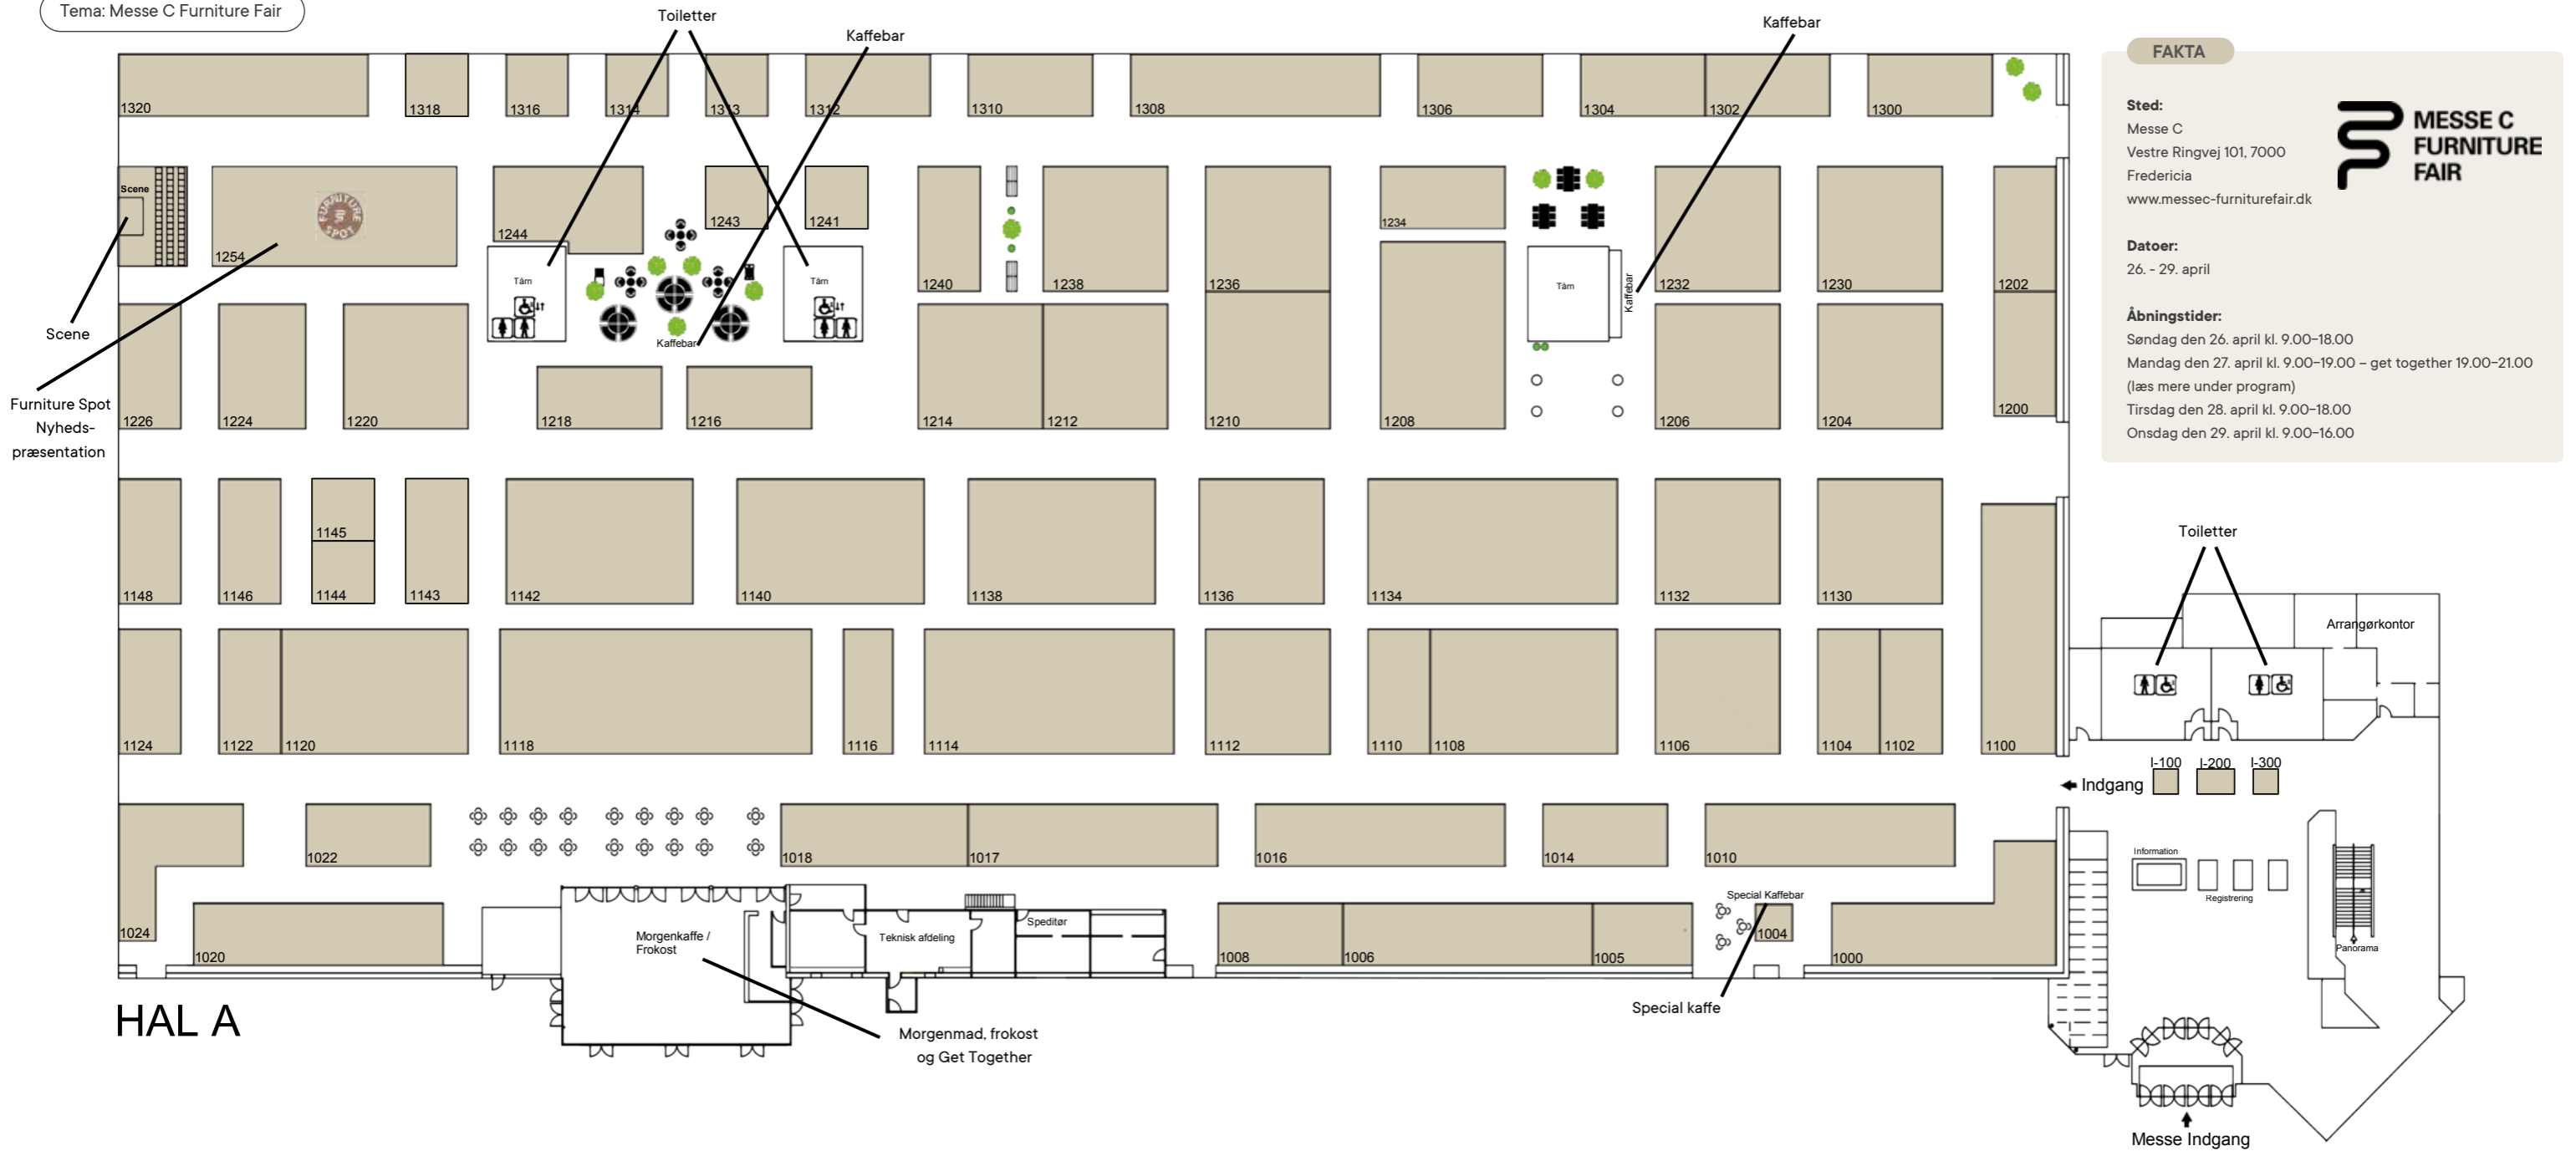 Tema: Messe C Furniture Fair
Toiletter
Kaffebar
Kaffebar
1320
1318
1316
1314
1313
1312
1310
1308
1306
1304
1302
1300
Scene
1254
FURNITURE SPOT
1244
1243
1241
1240
1238
1236
1234
1232
1230
1202
Tårn
Tårn
Tårn
Kaffebar
Kaffebar
Scene
Furniture Spot
Nyheds-
præsentation
1226
1224
1220
1218
1216
1214
1212
1210
1208
1206
1204
1200
1148
1146
1145
1144
1143
1142
1140
1138
1136
1134
1132
1130
1124
1122
1120
1118
1116
1114
1112
1110
1108
1106
1104
1102
1100
1024
1022
1020
1018
1017
1016
1014
1010
1008
1006
1005
1004
1000
Special Kaffebar
Morgenkaffe /
Frokost
Teknisk afdeling
Speditør
Special kaffe
Morgenmad, frokost
og Get Together
HAL A
FAKTA
Sted:
Messe C
Vestre Ringvej 101, 7000
Fredericia
www.messec-furniturefair.dk
MESSE C
FURNITURE
FAIR
Datoer:
26. - 29. april
Åbningstider:
Søndag den 26. april kl. 9.00-18.00
Mandag den 27. april kl. 9.00-19.00 – get together 19.00-21.00
(læs mere under program)
Tirsdag den 28. april kl. 9.00-18.00
Onsdag den 29. april kl. 9.00-16.00
Toiletter
Arrangørkontor
Indgang
I-100
I-200
I-300
Information
Registrering
Panorama
Messe Indgang